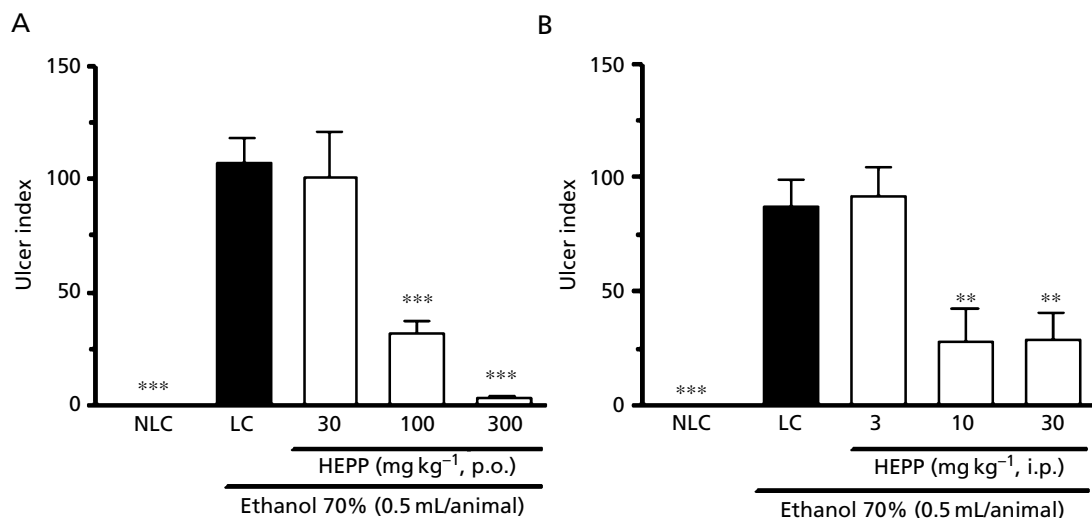 A
150
100
50
0
Ulcer index
***
***
***
NLC LC 30 100 300
HEPP (mg kg⁻¹, p.o.)
Ethanol 70% (0.5 mL/animal)
B
150
100
50
0
Ulcer index
***
**
**
NLC LC 3 10 30
HEPP (mg kg⁻¹, i.p.)
Ethanol 70% (0.5 mL/animal)